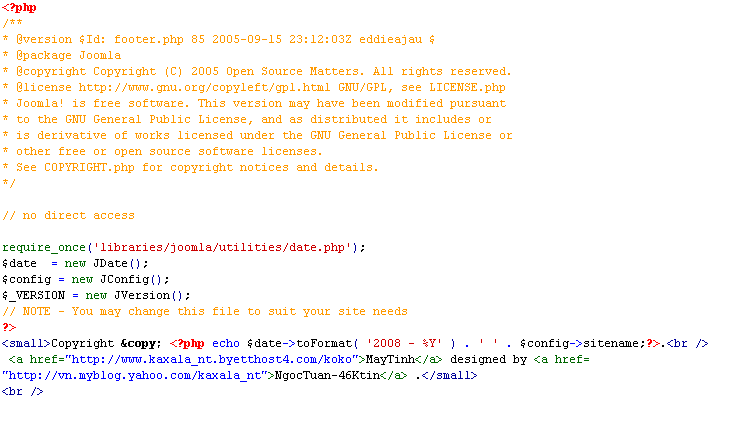 <?php
/**
* @version $Id: footer.php 85 2005-09-15 23:12:03Z eddieajau $
* @package Joomla
* @copyright Copyright (C) 2005 Open Source Matters. All rights reserved.
* @license http://www.gnu.org/copyleft/gpl.html GNU/GPL, see LICENSE.php
* Joomla! is free software. This version may have been modified pursuant
* to the GNU General Public License, and as distributed it includes or
* is derivative of works licensed under the GNU General Public License or
* other free or open source software licenses.
* See COPYRIGHT.php for copyright notices and details.
*/

// no direct access

require_once('libraries/joomla/utilities/date.php');
$date  = new JDate();
$config = new JConfig();
$_VERSION = new JVersion();
// NOTE - You may change this file to suit your site needs
?>
<small>Copyright &copy; <?php echo $date->toFormat( '2008 - %Y' ) . ' ' . $config->sitename;?>.<br />
 <a href="http://www.kaxala_nt.byetthost4.com/koko">MayTinh</a> designed by <a href=
"http://vn.myblog.yahoo.com/kaxala_nt">NgocTuan-46Ktin</a> .</small>
<br />